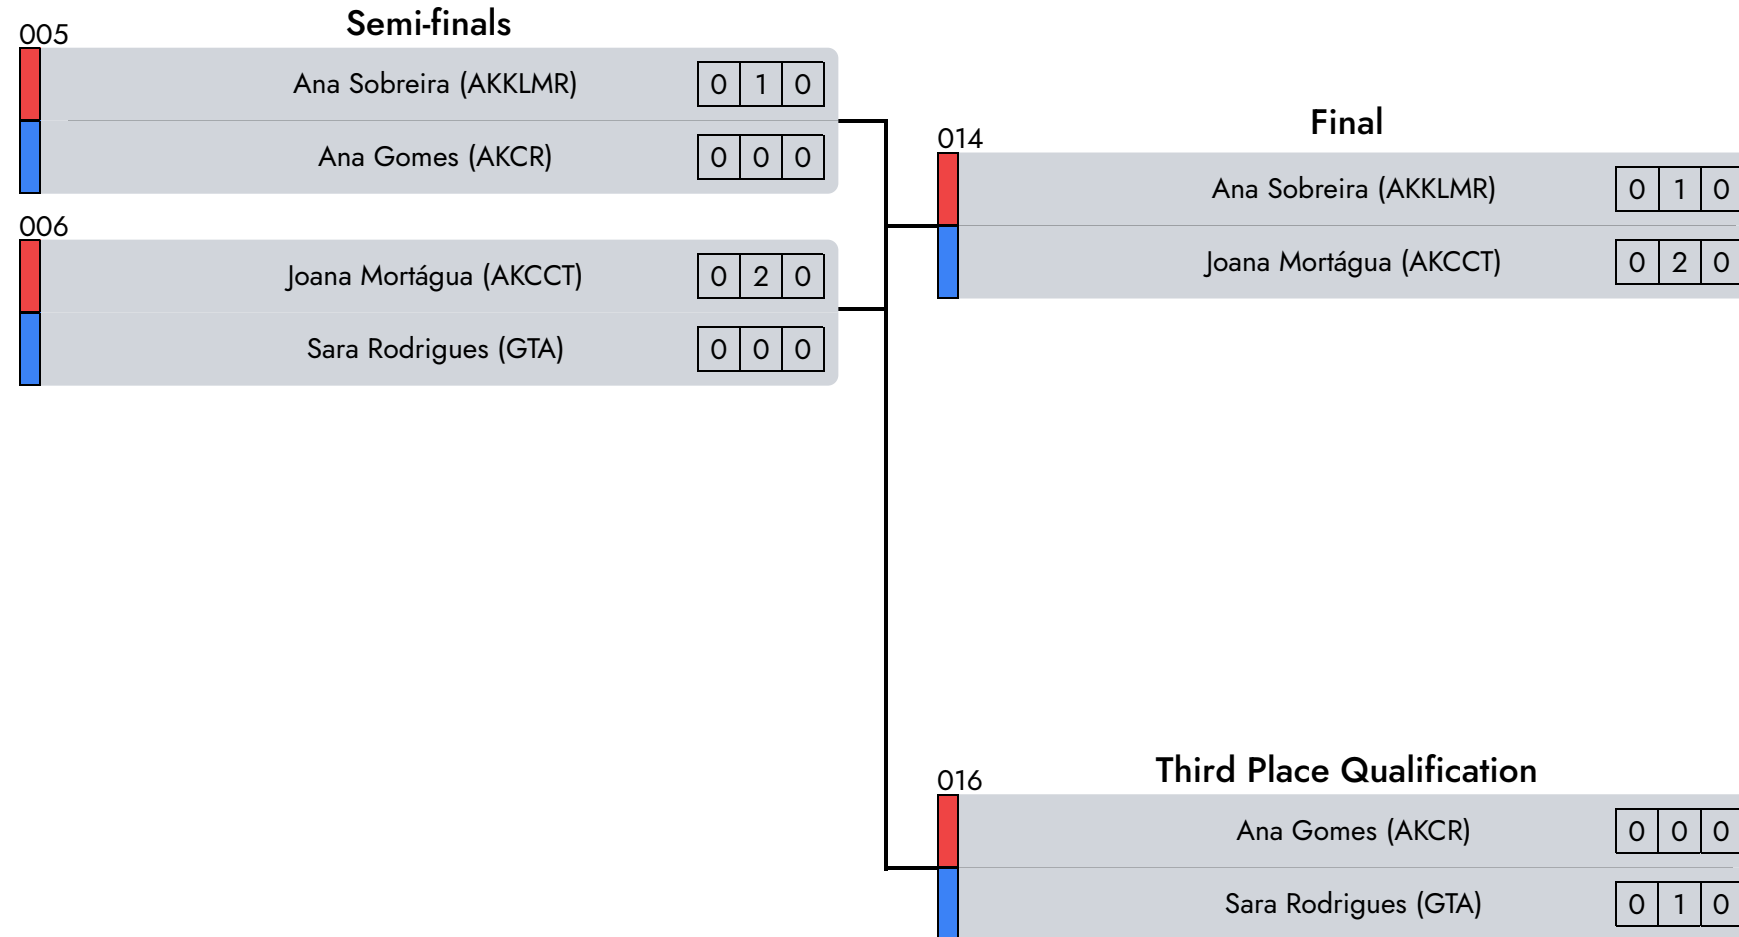 Semi-finals
005
Ana Sobreira (AKKLMR) 0 1 0
Ana Gomes (AKCR) 0 0 0
006
Joana Mortágua (AKCCT) 0 2 0
Sara Rodrigues (GTA) 0 0 0
Final
014
Ana Sobreira (AKKLMR) 0 1 0
Joana Mortágua (AKCCT) 0 2 0
Third Place Qualification
016
Ana Gomes (AKCR) 0 0 0
Sara Rodrigues (GTA) 0 1 0